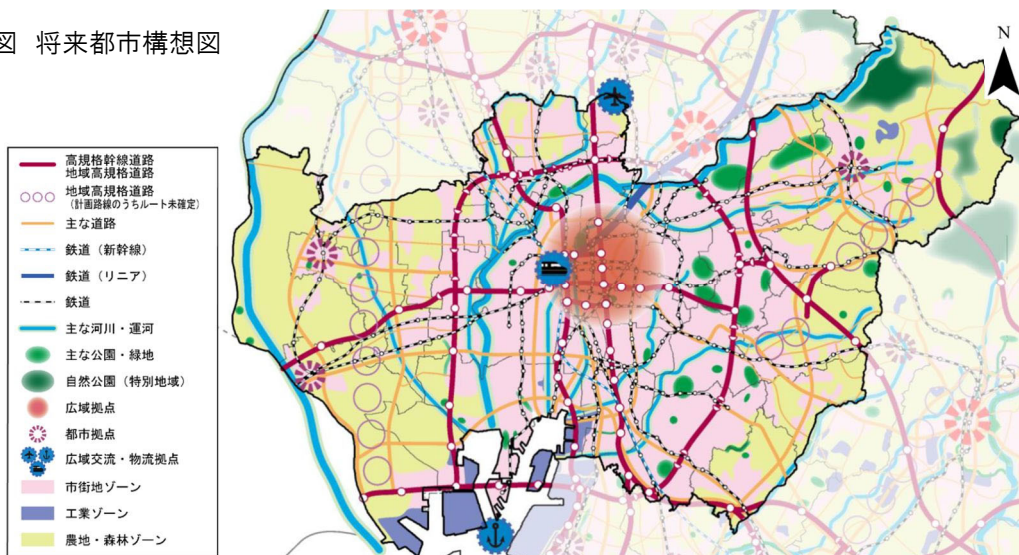 図 将来都市構想図
N
高規格幹線道路
地域高規格道路
地域高規格道路
(計画路線のうちルート未確定)
主な道路
鉄道（新幹線）
鉄道（リニア）
鉄道
主な河川・運河
主な公園・緑地
自然公園（特別地域）
広域拠点
都市拠点
広域交流・物流拠点
市街地ゾーン
工業ゾーン
農地・森林ゾーン